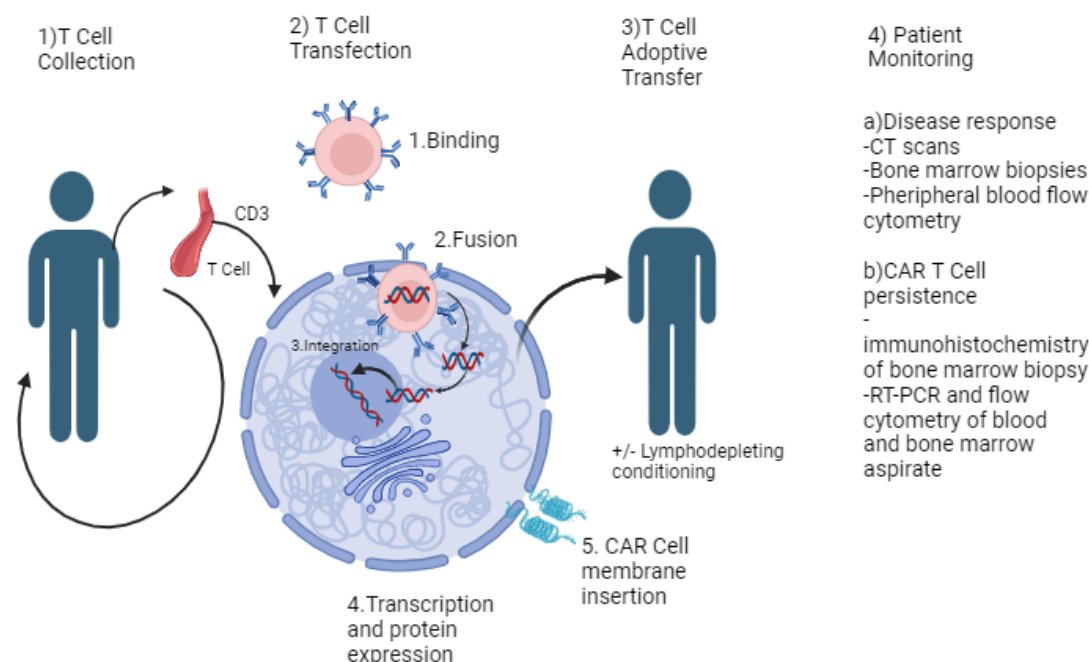 1)T Cell
Collection
2) T Cell
Transfection
3)T Cell
Adoptive
Transfer
4) Patient
Monitoring
1.Binding
a)Disease response
-CT scans
-Bone marrow biopsies
-Pheripheral blood flow
cytometry
CD3
T Cell
2.Fusion
b)CAR T Cell
persistence
-
immunohistochemistry
of bone marrow biopsy
-RT-PCR and flow
cytometry of blood
and bone marrow
aspirate
3.Integration
+/- Lymphodepleting
conditioning
5. CAR Cell
membrane
insertion
4.Transcription
and protein
expression